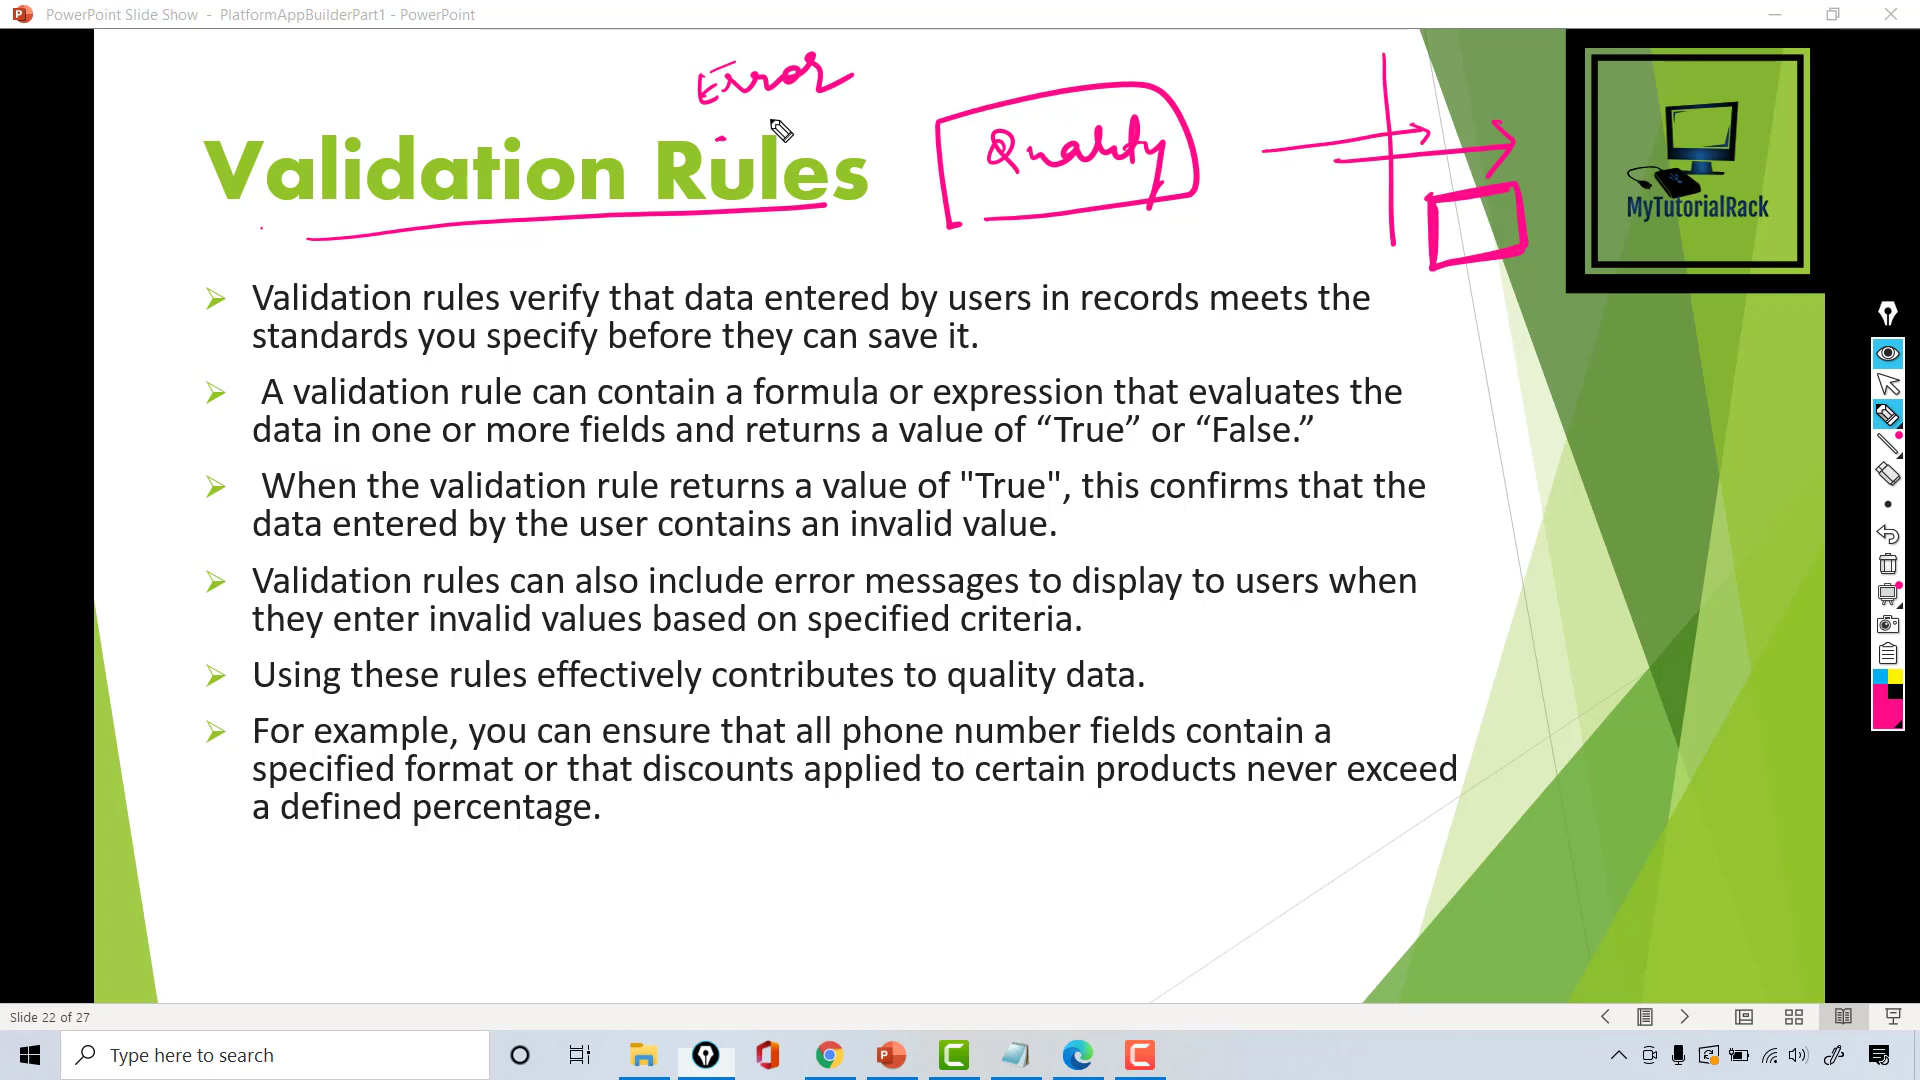 PowerPoint Slide Show - PlatformAppBuilderPart1 - PowerPoint
Error
Quality
Validation Rules
MyTutorialRack
Validation rules verify that data entered by users in records meets the
standards you specify before they can save it.
A validation rule can contain a formula or expression that evaluates the
data in one or more fields and returns a value of “True” or “False.”
When the validation rule returns a value of "True", this confirms that the
data entered by the user contains an invalid value.
Validation rules can also include error messages to display to users when
they enter invalid values based on specified criteria.
Using these rules effectively contributes to quality data.
For example, you can ensure that all phone number fields contain a
specified format or that discounts applied to certain products never exceed
a defined percentage.
Slide 22 of 27
Type here to search